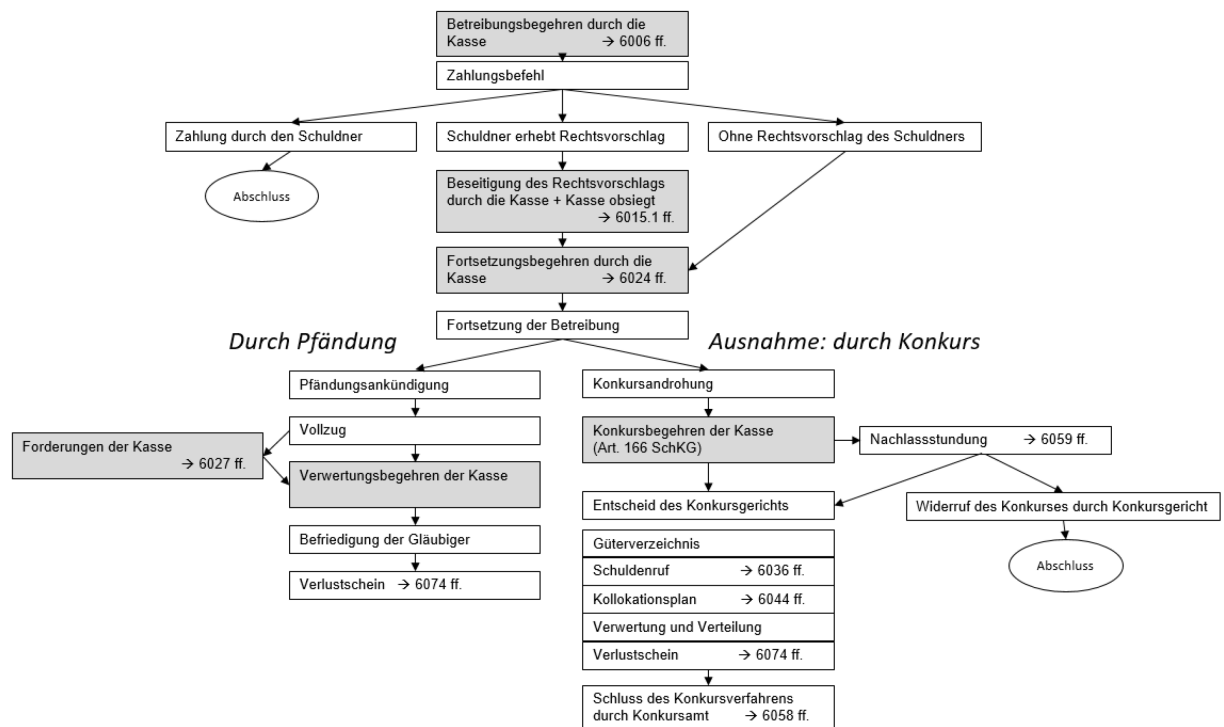 Betreibungsbegehren durch die
Kasse → 6006 ff.
Zahlungsbefehl
Zahlung durch den Schuldner
Schuldner erhebt Rechtsvorschlag
Ohne Rechtsvorschlag des Schuldners
Abschluss
Beseitigung des Rechtsvorschlags
durch die Kasse + Kasse obsiegt
→ 6015.1 ff.
Fortsetzungsbegehren durch die
Kasse → 6024 ff.
Fortsetzung der Betreibung
Durch Pfändung
Ausnahme: durch Konkurs
Pfändungsankündigung
Vollzug
Forderungen der Kasse
→ 6027 ff.
Verwertungsbegehren der Kasse
Befriedigung der Gläubiger
Verlustschein → 6074 ff.
Konkursandrohung
Konkursbegehren der Kasse
(Art. 166 SchKG)
Nachlassstundung → 6059 ff.
Entscheid des Konkursgerichts
Widerruf des Konkurses durch Konkursgericht
Abschluss
Güterverzeichnis
Schuldenruf → 6036 ff.
Kollokationsplan → 6044 ff.
Verwertung und Verteilung
Verlustschein → 6074 ff.
Schluss des Konkursverfahrens
durch Konkursamt → 6058 ff.